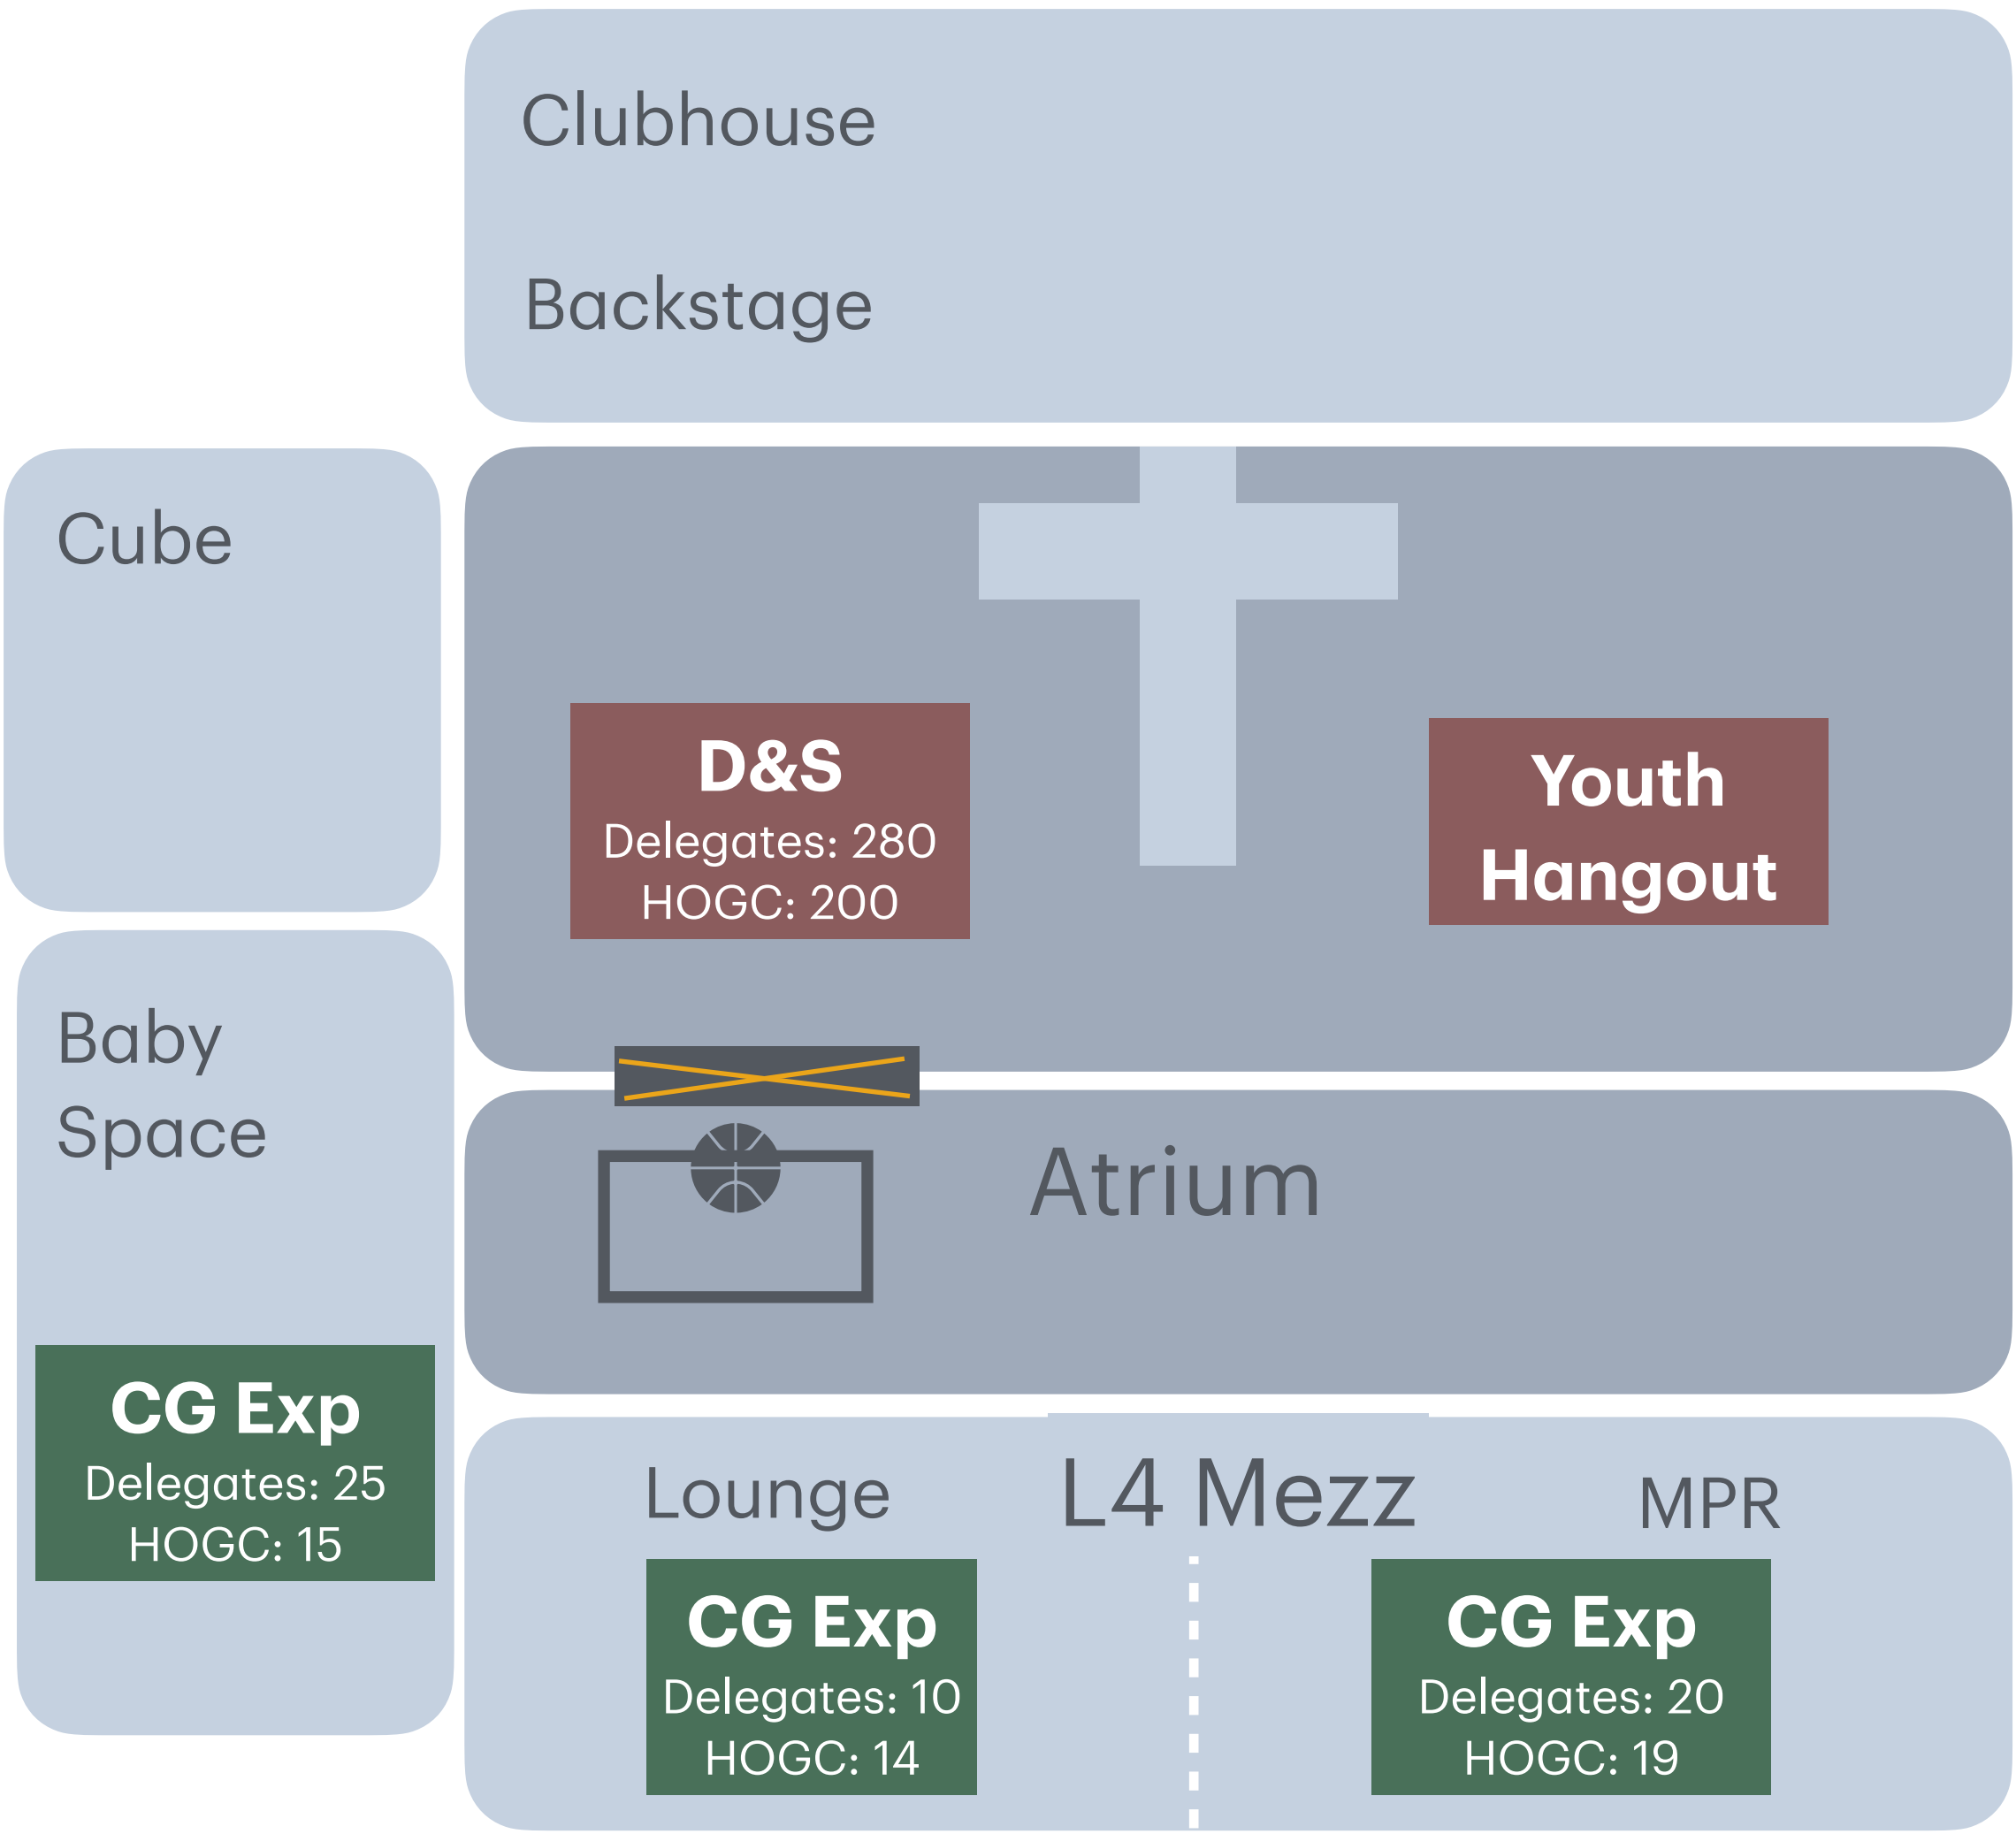 Clubhouse
Backstage
Cube
D&S
Delegates: 280
HOGC: 200
Youth
Hangout
Baby
Space
Atrium
CG Exp
Delegates: 25
HOGC: 15
Lounge
L4 Mezz
MPR
CG Exp
Delegates: 10
HOGC: 14
CG Exp
Delegates: 20
HOGC: 19